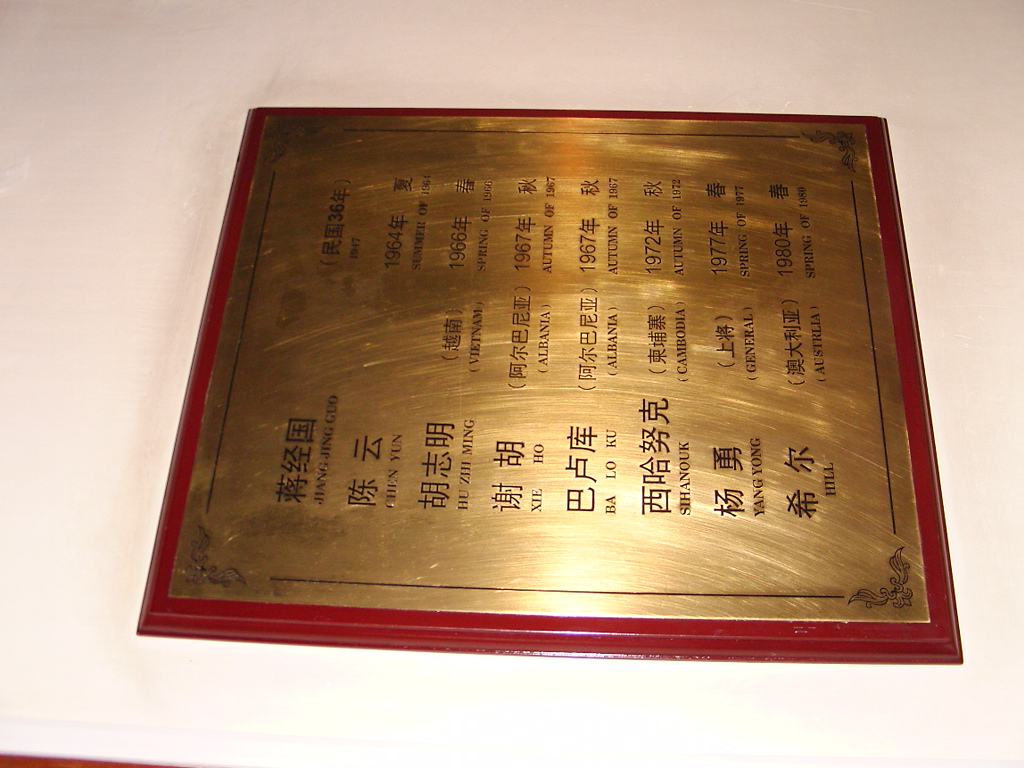 蒋经国 （民国36年）
JIANG JING GUO 1947
陈云 1964年 夏
CHEN YUN SUMMER OF 1964
胡志明 （越南） 1966年 春
HU ZHI MING (VIETNAM) SPRING OF 1966
谢胡 （阿尔巴尼亚） 1967年 秋
XIE HO (ALBANIA) AUTUMN OF 1967
巴卢库 （阿尔巴尼亚） 1967年 秋
BA LO KU (ALBANIA) AUTUMN OF 1967
西哈努克 （柬埔寨） 1972年 秋
SIHANOUK (CAMBODIA) AUTUMN OF 1972
杨勇 （上将） 1977年 春
YANG YONG (GENERAL) SPRING OF 1977
希尔 （澳大利亚） 1980年 春
HILL (AUSTRLIA) SPRING OF 1980